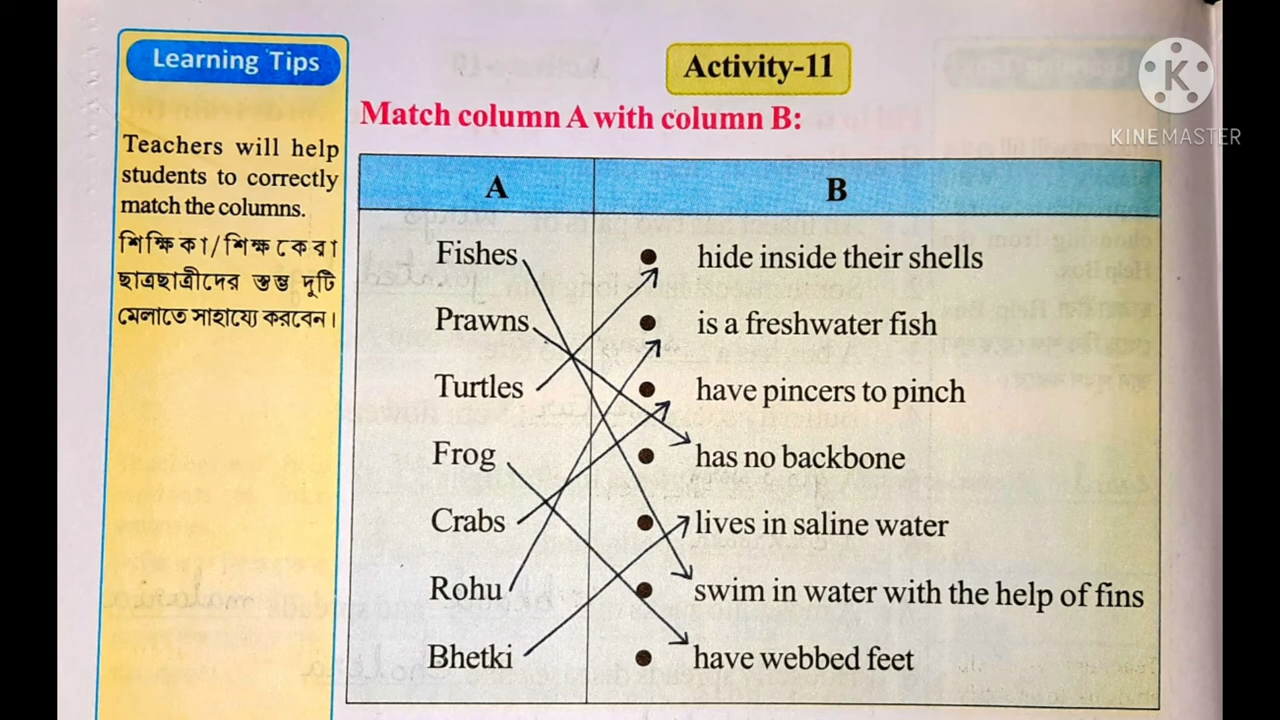 Learning Tips
Teachers will help
students to correctly
match the columns.
শিক্ষিকা/শিক্ষকেরা
ছাত্রছাত্রীদের স্তম্ভ দুটি
মেলাতে সাহায্যে করবেন।
Activity-11
Match column A with column B:
A B
Fishes hide inside their shells
Prawns is a freshwater fish
Turtles have pincers to pinch
Frog has no backbone
Crabs lives in saline water
Rohu swim in water with the help of fins
Bhetki have webbed feet
K
KINEMASTER